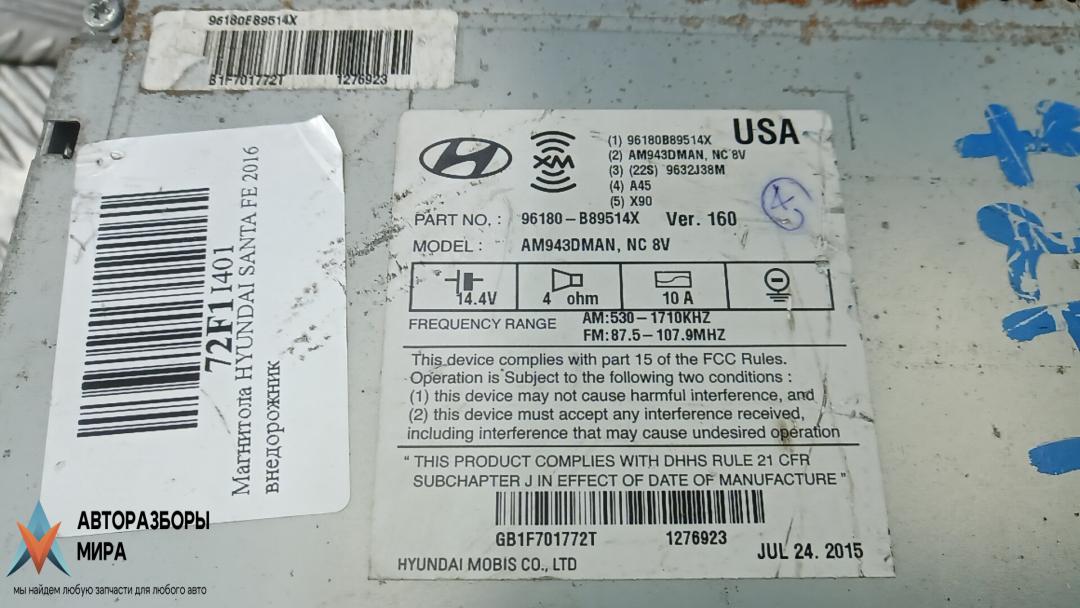 96180B89514X
B1F701772T 1276923
72F1I401
Магнитола HYUNDAI SANTA FE 2016
внедорожник
XM
(1) 96180B89514X
(2) AM943DMAN, NC 8V
(3) (22S) 9632J38M
(4) A45
(5) X90
USA
PART NO. : 96180-B89514X Ver. 160
4
MODEL : AM943DMAN, NC 8V
14.4V 4 ohm 10 A
FREQUENCY RANGE AM:530-1710KHZ
FM:87.5-107.9MHZ
This device complies with part 15 of the FCC Rules.
Operation is Subject to the following two conditions :
(1) this device may not cause harmful interference, and
(2) this device must accept any interference received,
including interference that may cause undesired operation
" THIS PRODUCT COMPLIES WITH DHHS RULE 21 CFR
SUBCHAPTER J IN EFFECT OF DATE OF MANUFACTURE "
GB1F701772T 1276923
HYUNDAI MOBIS CO., LTD JUL 24. 2015
АВТОРАЗБОРЫ
МИРА
мы найдем любую запчасти для любого авто